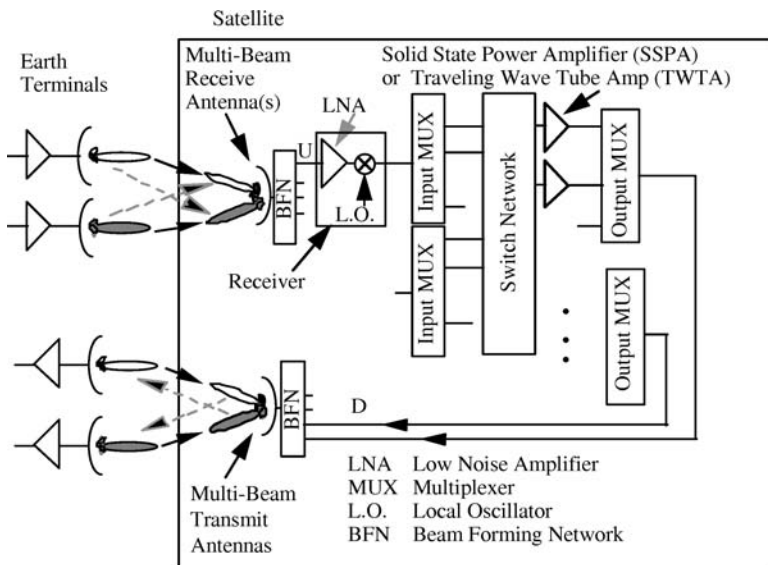 Satellite
Earth
Terminals
Multi-Beam
Receive
Antenna(s)
Solid State Power Amplifier (SSPA)
or Traveling Wave Tube Amp (TWTA)
LNA
U
BFN
L.O.
Receiver
Input MUX
Input MUX
Switch Network
Output MUX
Output MUX
BFN
D
Multi-Beam
Transmit
Antennas
LNA Low Noise Amplifier
MUX Multiplexer
L.O. Local Oscillator
BFN Beam Forming Network